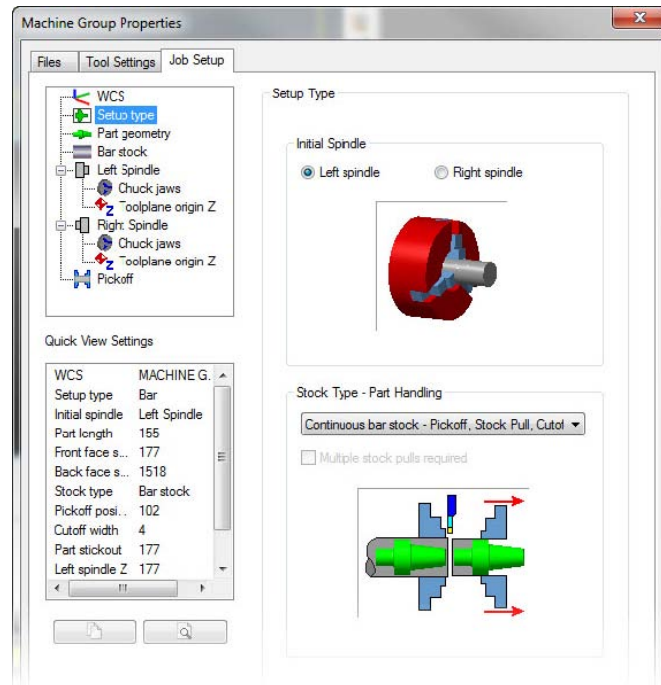 Machine Group Properties
Files Tool Settings Job Setup
WCS
Setup type
Part geometry
Bar stock
Left Spindle
Chuck jaws
Toolplane origin Z
Right Spindle
Chuck jaws
Toolplane origin Z
Pickoff
Quick View Settings
WCS MACHINE G.
Setup type Bar
Initial spindle Left Spindle
Part length 155
Front face s... 177
Back face s... 1518
Stock type Bar stock
Pickoff posi... 102
Cutoff width 4
Part stickout 177
Left spindle Z 177
Setup Type
Initial Spindle
Left spindle Right spindle
Stock Type - Part Handling
Continuous bar stock - Pickoff, Stock Pull, Cutof
Multiple stock pulls required